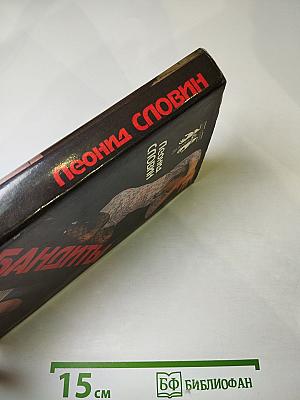 Леонид СЛОВИН
Леонид
СЛОВИН
БАНДИТЫ
15 см
БФ БИБЛИОФАН